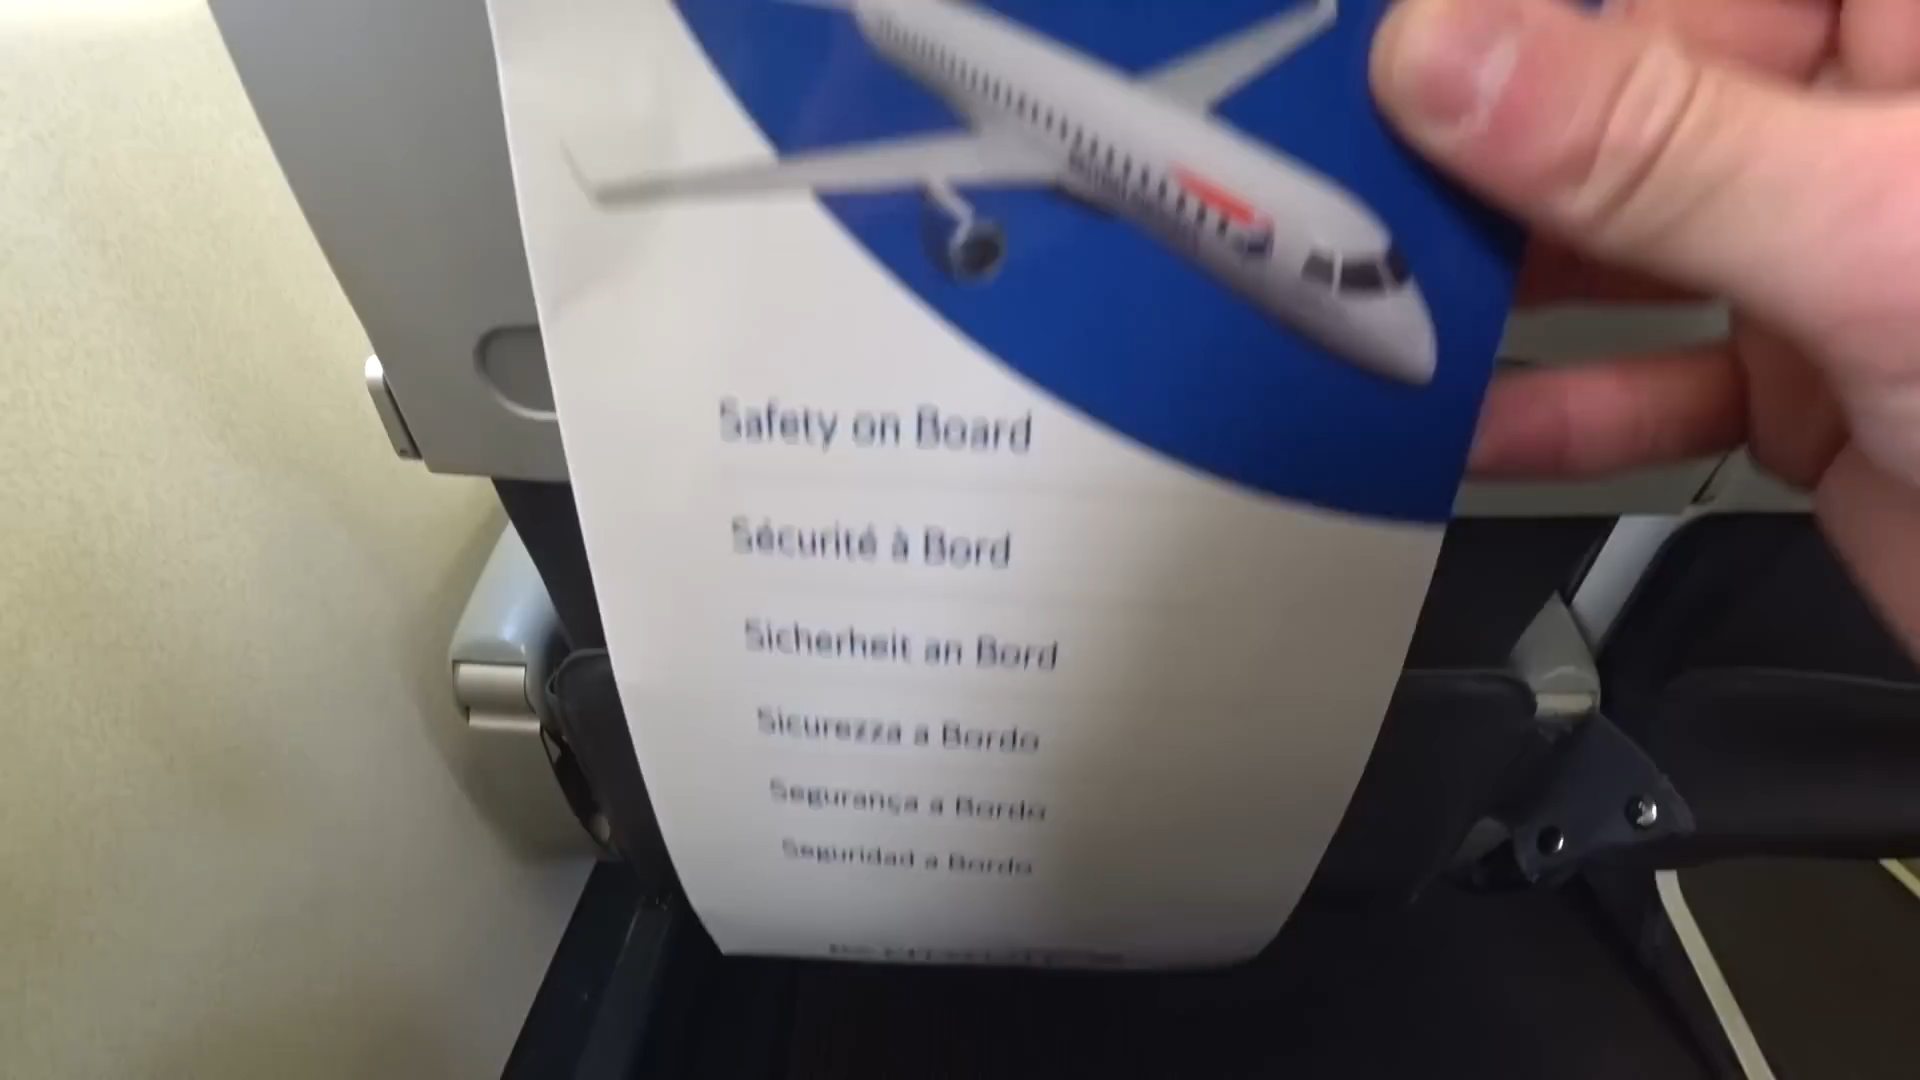 Safety on Board
Sécurité à Bord
Sicherheit an Bord
Sicurezza a Bordo
Segurança a Bordo
Seguridad a Bordo